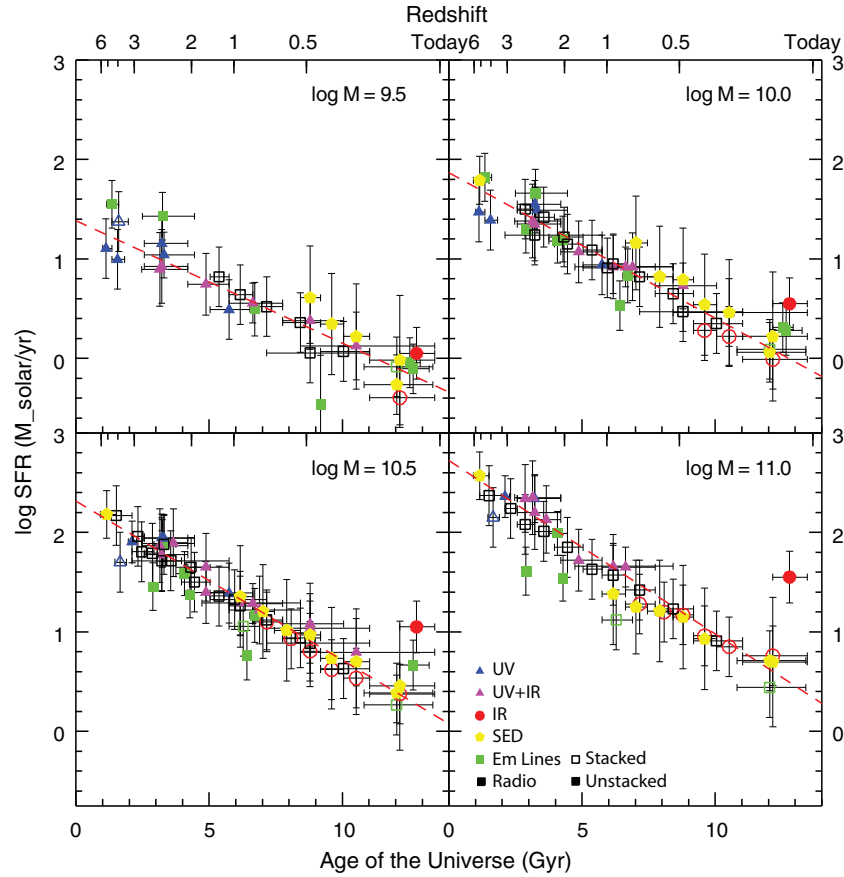 Redshift
6 3 2 1 0.5 Today 6 3 2 1 0.5 Today
3 3
log M = 9.5 log M = 10.0
2 2
1 1
0 0
3 3
log M = 10.5 log M = 11.0
2 2
1 1
UV
UV+IR
IR
SED
Em Lines Stacked
Radio Unstacked
0 0
0 5 10 0 5 10
Age of the Universe (Gyr)
log SFR (M_solar/yr)